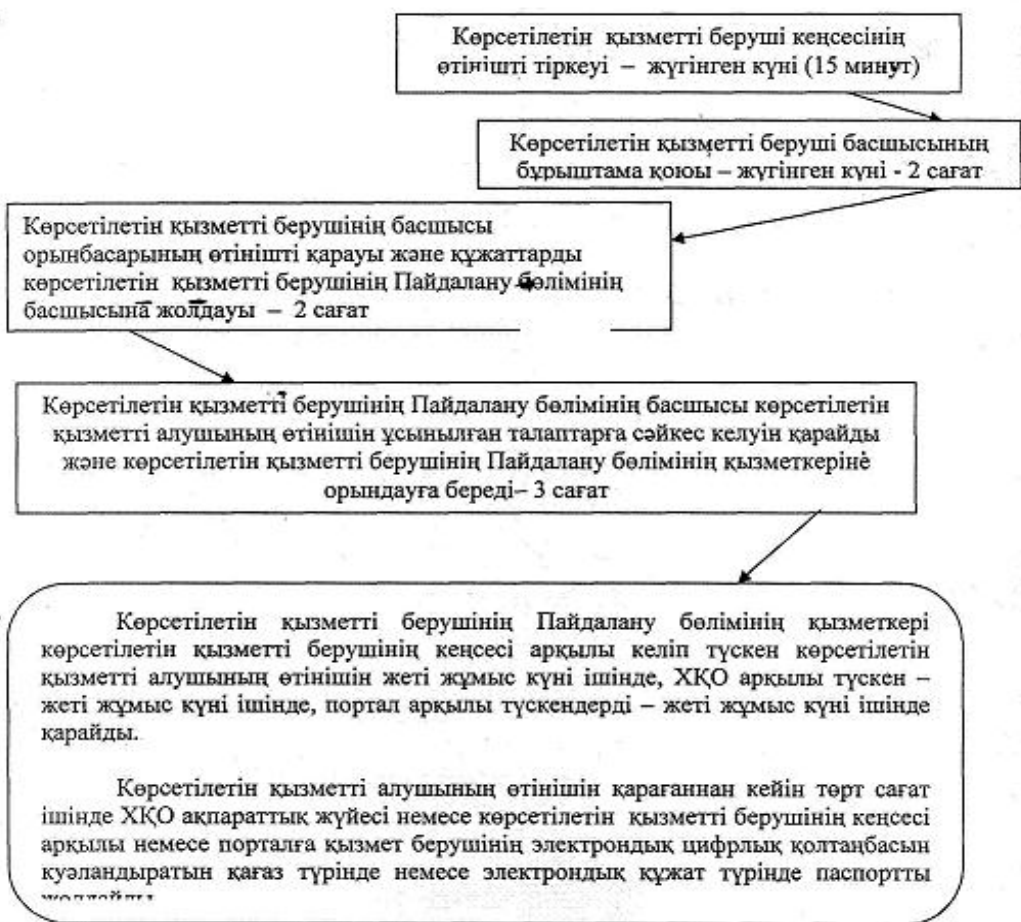 Көрсетілетін қызметті беруші кеңсесінің
өтінішті тіркеуі – жүгінген күні (15 минут)
Көрсетілетін қызметті беруші басшысының
бұрыштама қоюы – жүгінген күні - 2 сағат
Көрсетілетін қызметті берушінің басшысы
орынбасарының өтінішті қарауы және құжаттарды
көрсетілетін қызметті берушінің Пайдалану бөлімінің
басшысына жолдауы – 2 сағат
Көрсетілетін қызметті берушінің Пайдалану бөлімінің басшысы көрсетілетін
қызметті алушының өтінішін ұсынылған талаптарга сәйкес келуін қарайды
және көрсетілетін қызметті берушінің Пайдалану бөлімінің қызметкеріне
орындауға береді– 3 сағат
Көрсетілетін қызметті берушінің Пайдалану бөлімінің қызметкері
көрсетілетін қызметті берушінің кеңсесі арқылы келіп түскен көрсетілетін
қызметті алушының өтінішін жеті жұмыс күні ішінде, ХҚО арқылы түскен –
жеті жұмыс күні ішінде, портал арқылы түскендерді – жеті жұмыс күні ішінде
қарайды.
Көрсетілетін қызметті алушының өтінішін қарағаннан кейін төрт сағат
ішінде ХҚО ақпараттық жүйесі немесе көрсетілетін қызметті берушінің кеңсесі
арқылы немесе порталға қызмет берушінің электрондық цифрлық қолтаңбасын
куәландыратын қағаз түрінде немесе электрондық құжат түрінде паспортты